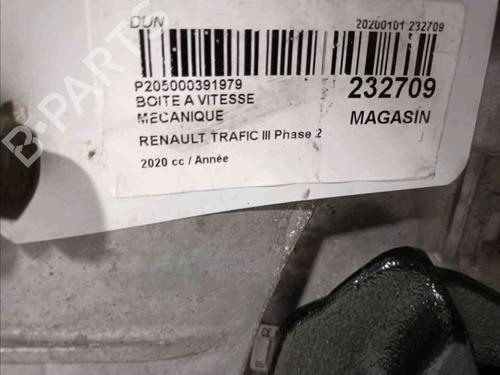 DUN 20200101 232709
P205000391979
BOITE A VITESSE
MECANIQUE
232709
MAGASIN
RENAULT TRAFIC III Phase 2
2020 cc / Année
B-PARTS